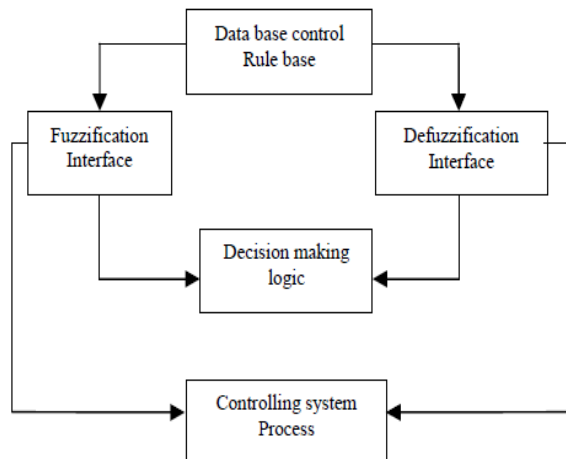 Data base control
Rule base
Fuzzification
Interface
Defuzzification
Interface
Decision making
logic
Controlling system
Process